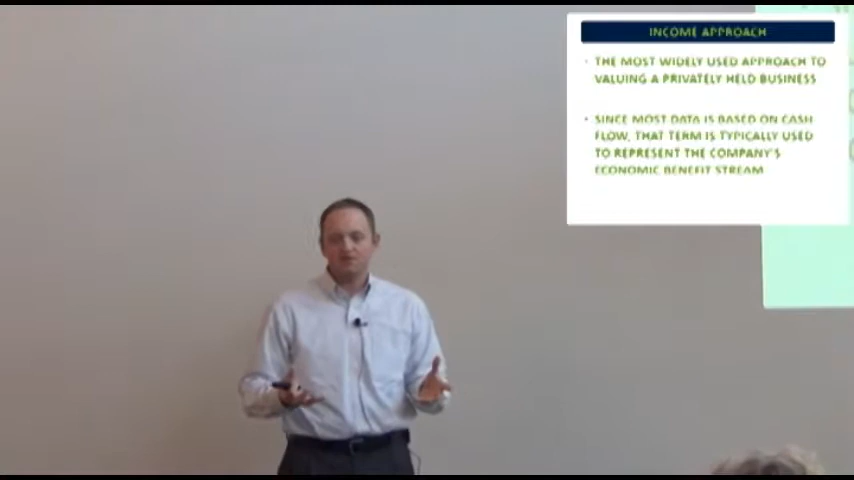 INCOME APPROACH
THE MOST WIDELY USED APPROACH TO
VALUING A PRIVATELY HELD BUSINESS
SINCE MOST DATA IS BASED ON CASH
FLOW, THAT TERM IS TYPICALLY USED
TO REPRESENT THE COMPANY'S
ECONOMIC BENEFIT STREAM